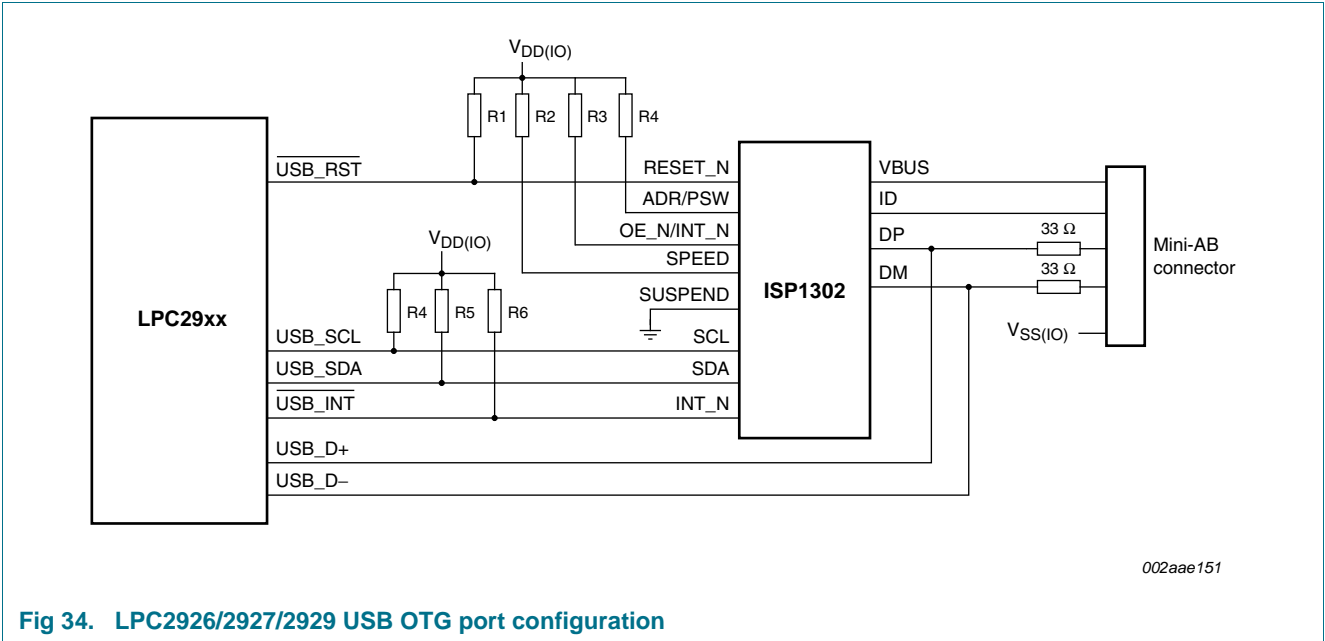 VDD(IO)
R1
R2
R3
R4
USB_RST
RESET_N
VBUS
ADR/PSW
ID
OE_N/INT_N
DP
33 Ω
VDD(IO)
SPEED
DM
33 Ω
Mini-AB
connector
SUSPEND
ISP1302
LPC29xx
R4
R5
R6
VSS(IO)
USB_SCL
SCL
USB_SDA
SDA
USB_INT
INT_N
USB_D+
USB_D−
002aae151
Fig 34. LPC2926/2927/2929 USB OTG port configuration